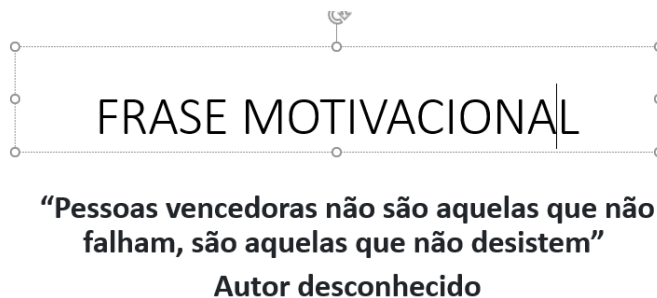 FRASE MOTIVACIONAL
“Pessoas vencedoras não são aquelas que não
falham, são aquelas que não desistem”
Autor desconhecido